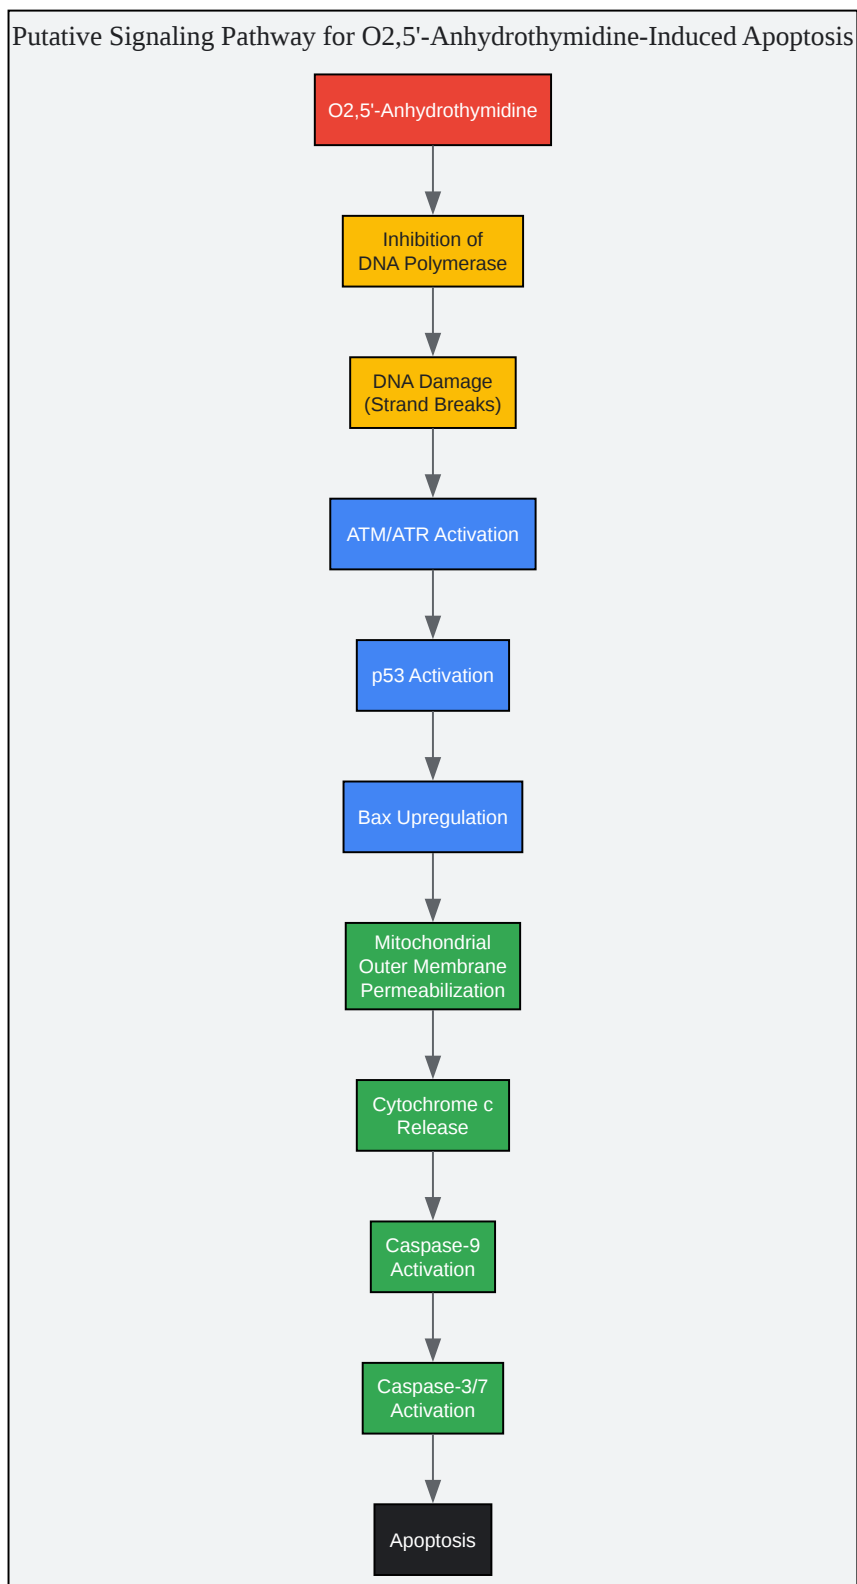 Putative Signaling Pathway for O2,5'-Anhydrothymidine-Induced Apoptosis
O2,5'-Anhydrothymidine
Inhibition of
DNA Polymerase
DNA Damage
(Strand Breaks)
ATM/ATR Activation
p53 Activation
Bax Upregulation
Mitochondrial
Outer Membrane
Permeabilization
Cytochrome c
Release
Caspase-9
Activation
Caspase-3/7
Activation
Apoptosis